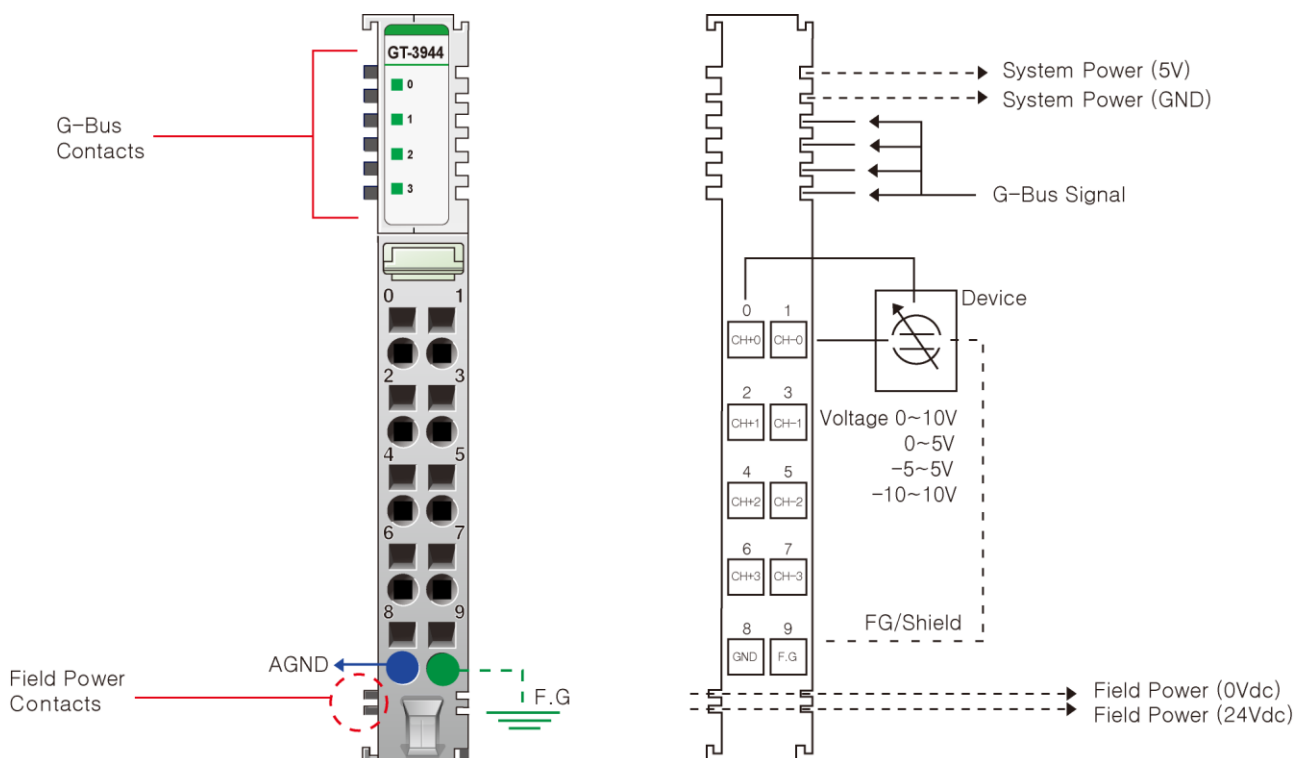 GT-3944
0
1
2
3
G-Bus
Contacts
0 1
2 3
4 5
6 7
8 9
AGND
F.G
Field Power
Contacts
System Power (5V)
System Power (GND)
G-Bus Signal
Device
0 1
CH+0 CH-0
2 3
CH+1 CH-1
Voltage 0~10V
0~5V
-5~5V
-10~10V
4 5
CH+2 CH-2
6 7
CH+3 CH-3
FG/Shield
8 9
GND F.G
Field Power (0Vdc)
Field Power (24Vdc)